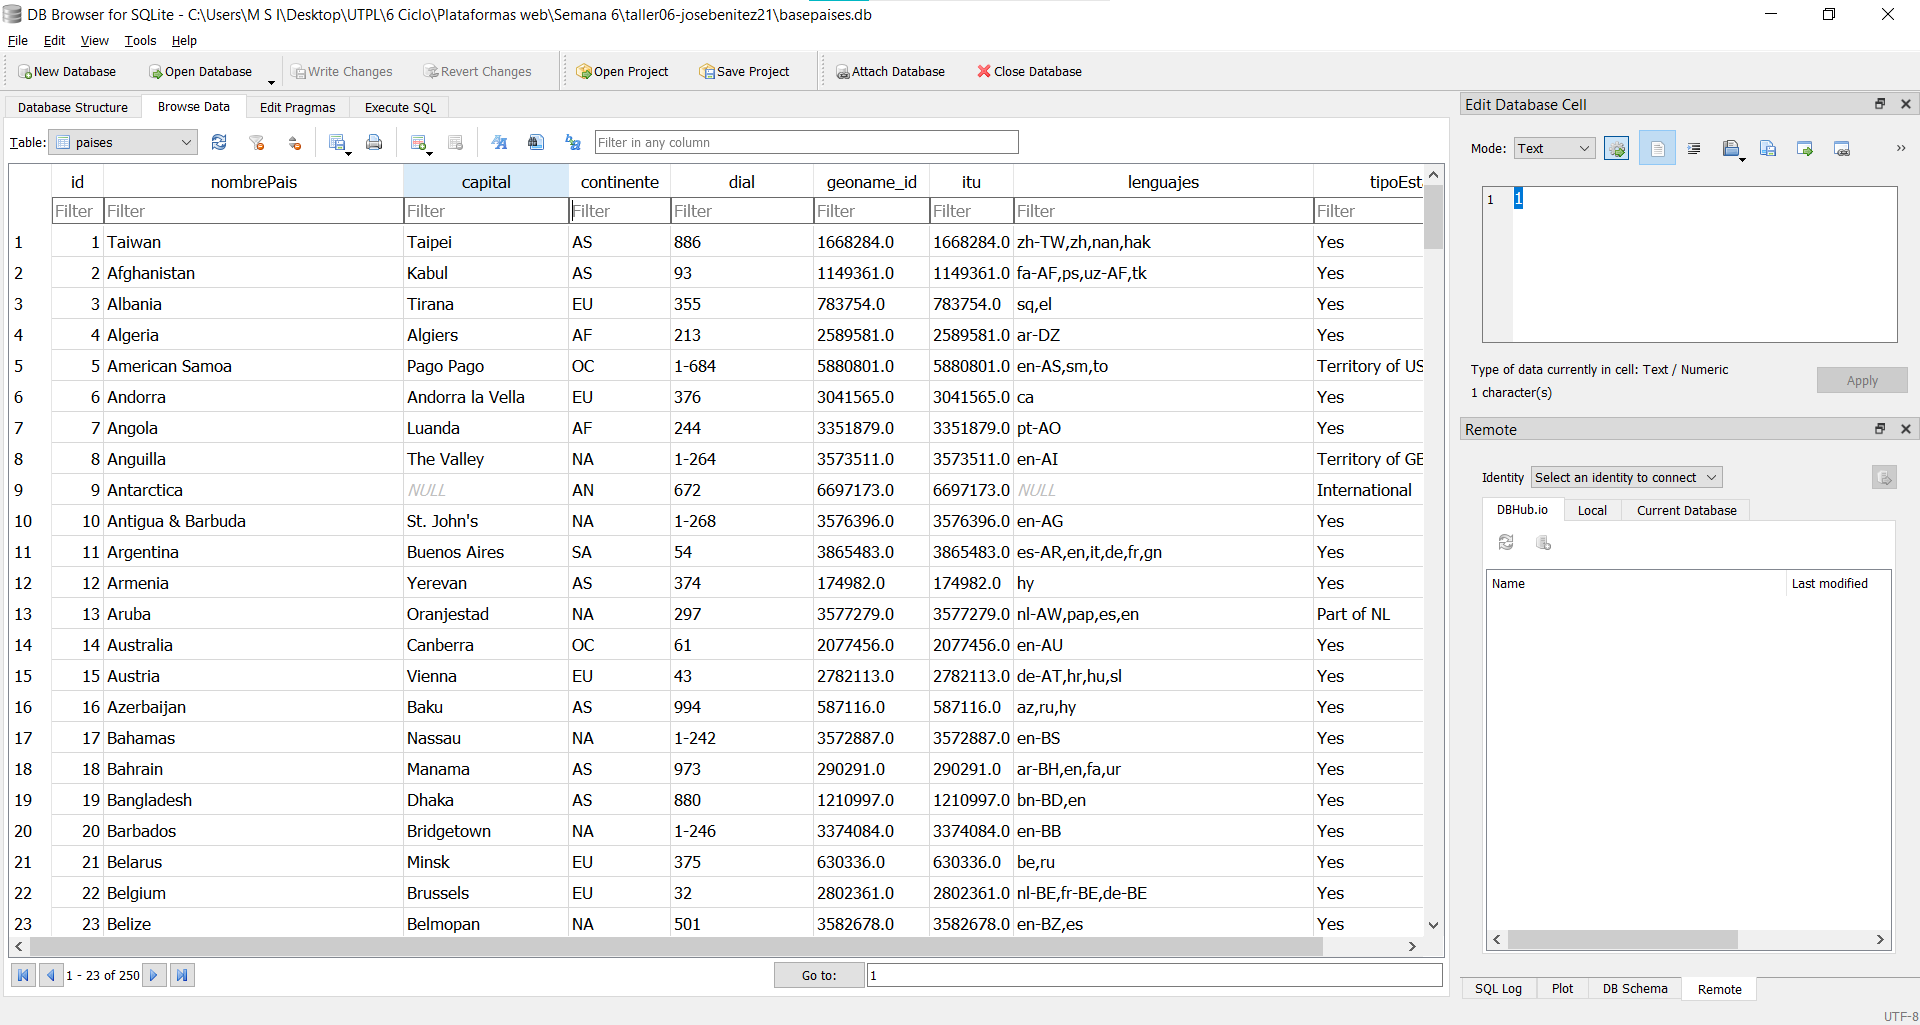 DB Browser for SQLite - C:\Users\M S I\Desktop\UTPL\6 Ciclo\Plataformas web\Semana 6\taller06-josebenitez21\basepaises.db
File Edit View Tools Help
New Database Open Database Write Changes Revert Changes Open Project Save Project Attach Database Close Database
Database Structure Browse Data Edit Pragmas Execute SQL
Table: paises Filter in any column
id nombrePais capital continente dial geoname_id itu lenguajes tipoEst
Filter Filter Filter Filter Filter Filter Filter Filter Filter
1 1 Taiwan Taipei AS 886 1668284.0 1668284.0 zh-TW,zh,nan,hak Yes
2 2 Afghanistan Kabul AS 93 1149361.0 1149361.0 fa-AF,ps,uz-AF,tk Yes
3 3 Albania Tirana EU 355 783754.0 783754.0 sq,el Yes
4 4 Algeria Algiers AF 213 2589581.0 2589581.0 ar-DZ Yes
5 5 American Samoa Pago Pago OC 1-684 5880801.0 5880801.0 en-AS,sm,to Territory of US
6 6 Andorra Andorra la Vella EU 376 3041565.0 3041565.0 ca Yes
7 7 Angola Luanda AF 244 3351879.0 3351879.0 pt-AO Yes
8 8 Anguilla The Valley NA 1-264 3573511.0 3573511.0 en-AI Territory of GB
9 9 Antarctica NULL AN 672 6697173.0 6697173.0 NULL International
10 10 Antigua & Barbuda St. John's NA 1-268 3576396.0 3576396.0 en-AG Yes
11 11 Argentina Buenos Aires SA 54 3865483.0 3865483.0 es-AR,en,it,de,fr,gn Yes
12 12 Armenia Yerevan AS 374 174982.0 174982.0 hy Yes
13 13 Aruba Oranjestad NA 297 3577279.0 3577279.0 nl-AW,pap,es,en Part of NL
14 14 Australia Canberra OC 61 2077456.0 2077456.0 en-AU Yes
15 15 Austria Vienna EU 43 2782113.0 2782113.0 de-AT,hr,hu,sl Yes
16 16 Azerbaijan Baku AS 994 587116.0 587116.0 az,ru,hy Yes
17 17 Bahamas Nassau NA 1-242 3572887.0 3572887.0 en-BS Yes
18 18 Bahrain Manama AS 973 290291.0 290291.0 ar-BH,en,fa,ur Yes
19 19 Bangladesh Dhaka AS 880 1210997.0 1210997.0 bn-BD,en Yes
20 20 Barbados Bridgetown NA 1-246 3374084.0 3374084.0 en-BB Yes
21 21 Belarus Minsk EU 375 630336.0 630336.0 be,ru Yes
22 22 Belgium Brussels EU 32 2802361.0 2802361.0 nl-BE,fr-BE,de-BE Yes
23 23 Belize Belmopan NA 501 3582678.0 3582678.0 en-BZ,es Yes
1 - 23 of 250 Go to: 1
Edit Database Cell
Mode: Text
1 1
Type of data currently in cell: Text / Numeric
1 character(s)
Apply
Remote
Identity Select an identity to connect
DBHub.io Local Current Database
Name Last modified
SQL Log Plot DB Schema Remote
UTF-8